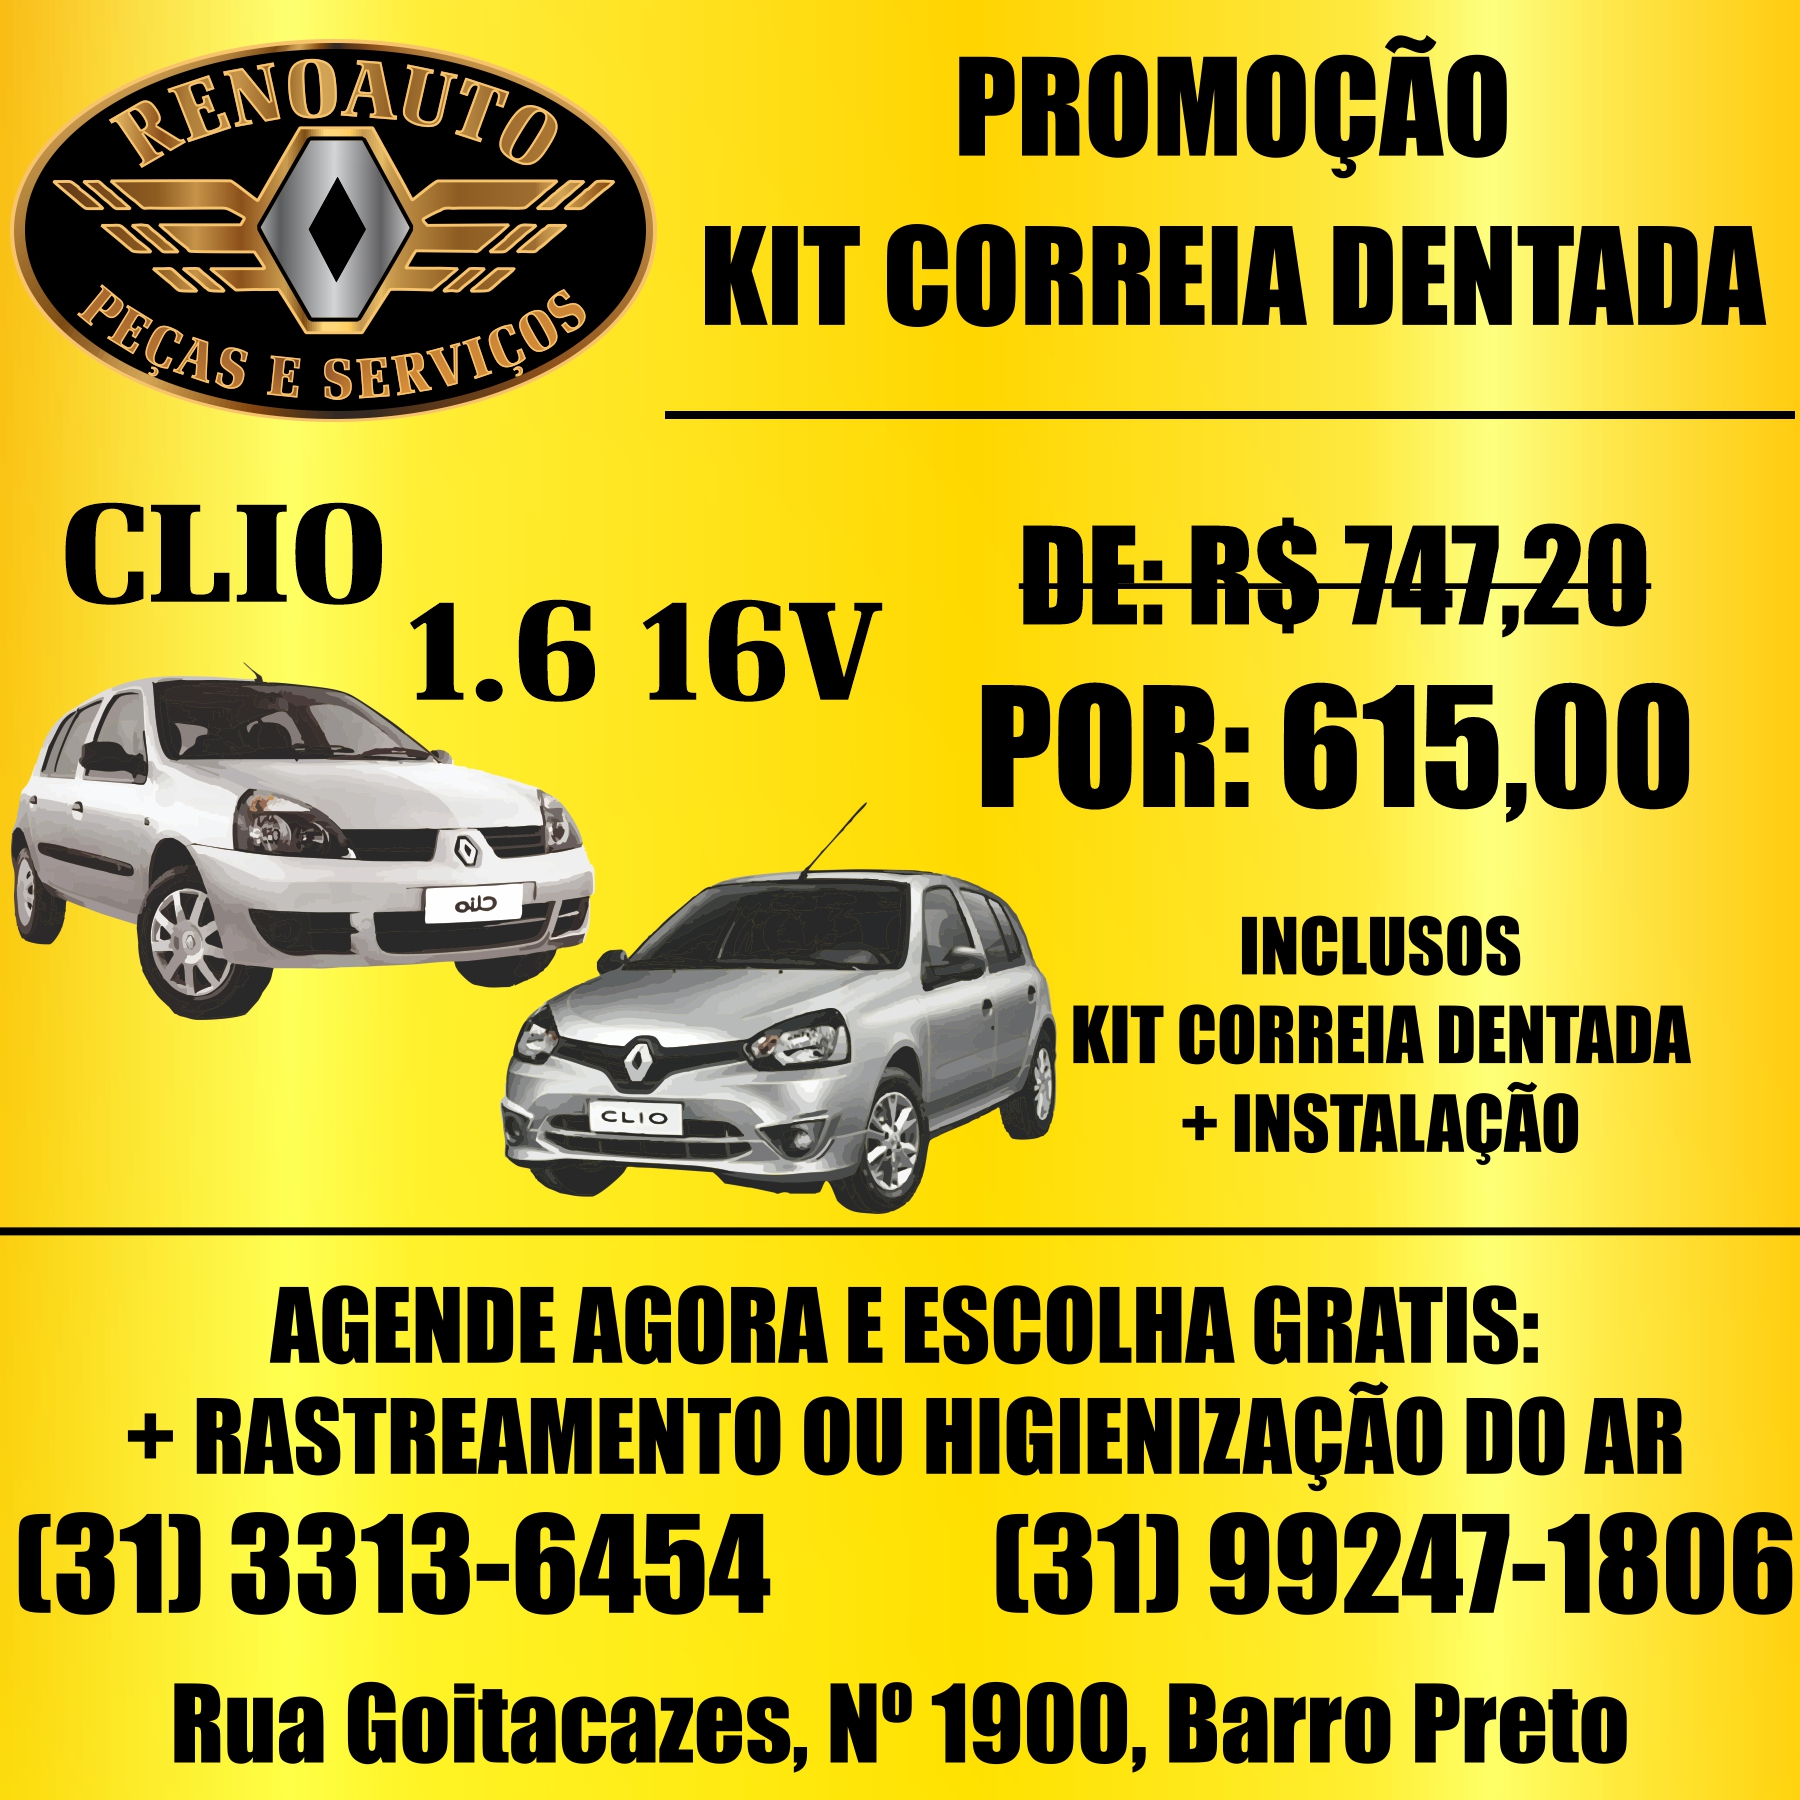 RENOAUTO
PEÇAS E SERVIÇOS
PROMOÇÃO
KIT CORREIA DENTADA
CLIO
1.6 16V
DE: R$ 747,20
POR: 615,00
Clio
CLIO
INCLUSOS
KIT CORREIA DENTADA
+ INSTALAÇÃO
AGENDE AGORA E ESCOLHA GRATIS:
+ RASTREAMENTO OU HIGIENIZAÇÃO DO AR
(31) 3313-6454 (31) 99247-1806
Rua Goitacazes, Nº 1900, Barro Preto